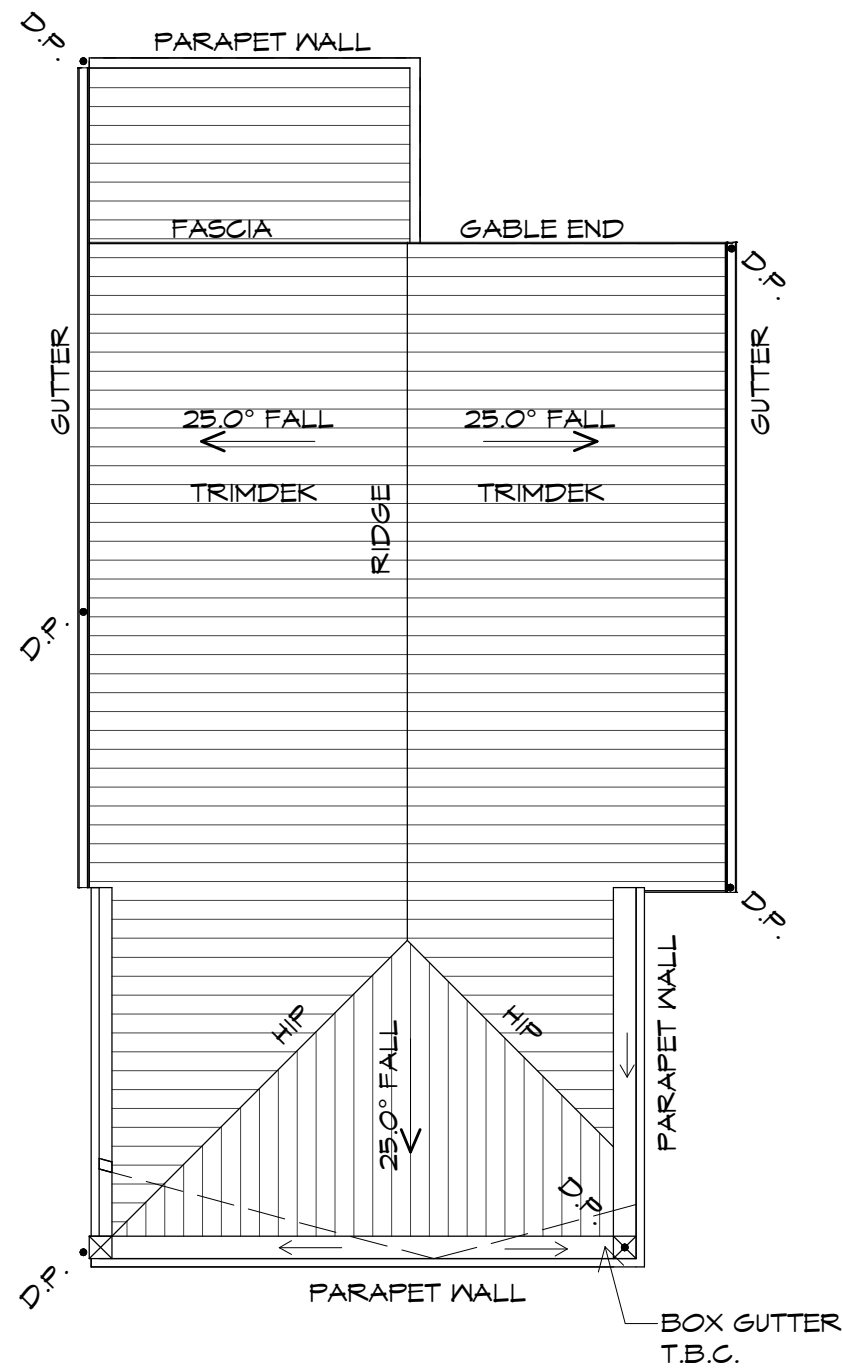 D.P.
PARAPET WALL
FASCIA
GABLE END
D.P.
GUTTER
GUTTER
25.0° FALL
25.0° FALL
TRIMDEK
TRIMDEK
RIDGE
D.P.
D.P.
PARAPET WALL
HIP
HIP
25.0° FALL
D.P.
D.P.
PARAPET WALL
BOX GUTTER
T.B.C.